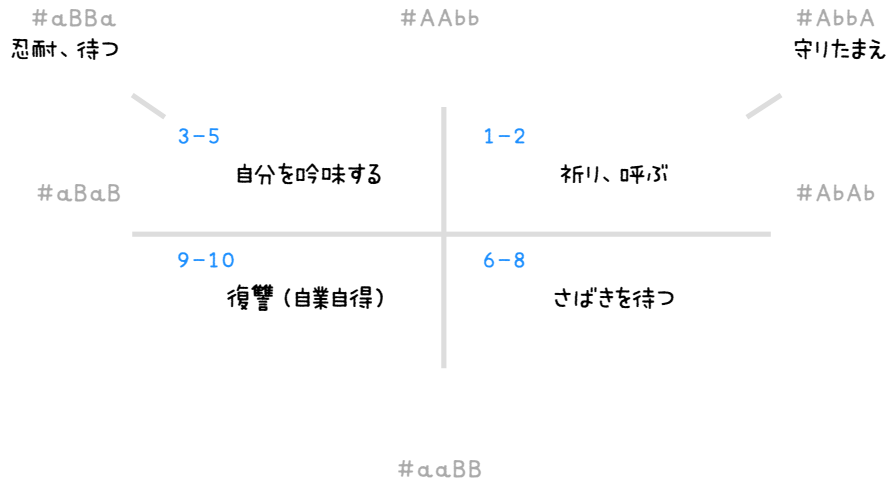 #aBBa
#AAbb
#AbbA
忍耐、待つ
守りたまえ
3-5
1-2
自分を吟味する
祈り、呼ぶ
#aBaB
#AbAb
9-10
6-8
復讐（自業自得）
さばきを待つ
#aaBB